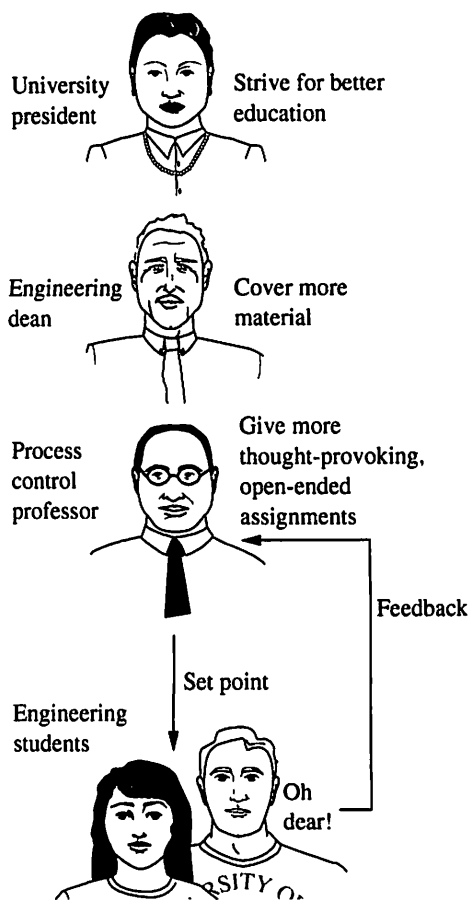 University
president
Strive for better
education
Engineering
dean
Cover more
material
Process
control
professor
Give more
thought-provoking,
open-ended
assignments
Feedback
Set point
Engineering
students
Oh
dear!
RSITY O